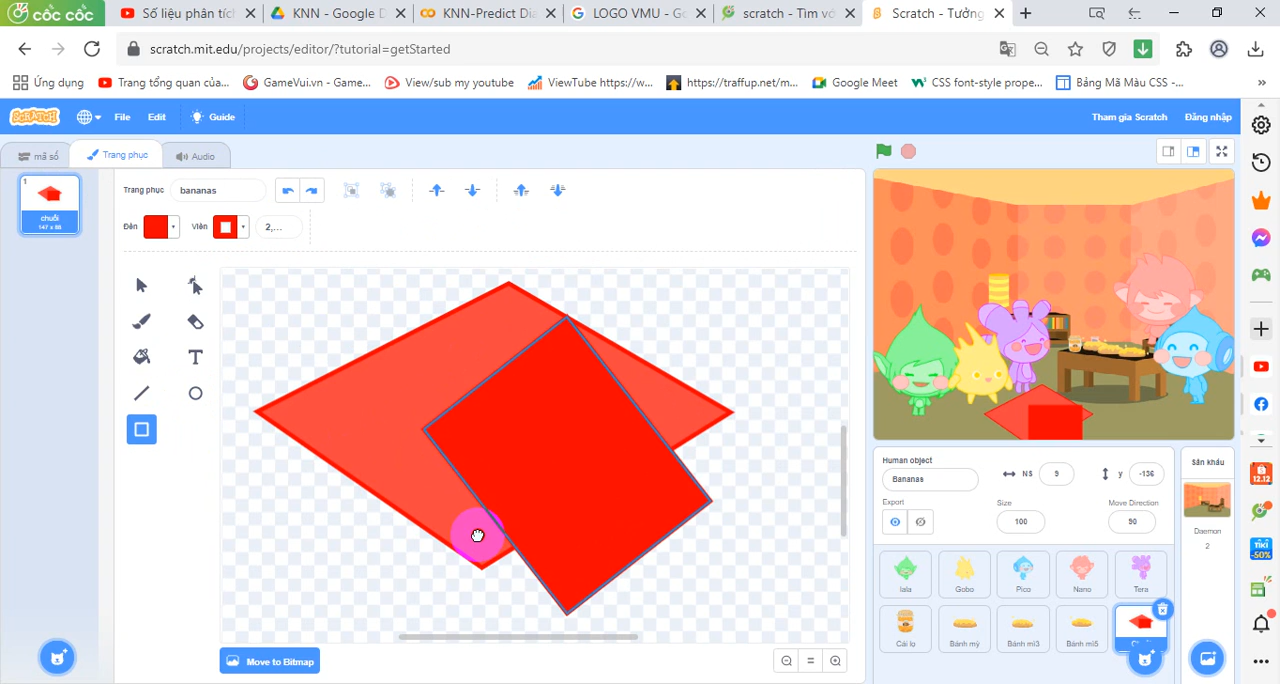 cốc cốc
Số liệu phân tích
KNN - Google D
KNN-Predict Dia
LOGO VMU - Go
scratch - Tìm với
Scratch - Tưởng
scratch.mit.edu/projects/editor/?tutorial=getStarted
Ứng dụng
Trang tổng quan của...
GameVui.vn - Game...
View/sub my youtube
ViewTube https://w...
https://traffup.net/m...
Google Meet
CSS font-style prope...
Bảng Mã Màu CSS -...
»
SCRATCH
File
Edit
Guide
Tham gia Scratch
Đăng nhập
mã số
Trang phục
Audio
1
chuối
147 x 88
Trang phục
bananas
Đến
Viền
2,...
T
Move to Bitmap
Human object
Bananas
NS
9
y
-136
Export
Size
100
Move Direction
90
Sân khấu
Daemon
2
lala
Gobo
Pico
Nano
Tera
Cái lọ
Bánh mỳ
Bánh mì3
Bánh mì5
12.12
TIKI
-50%